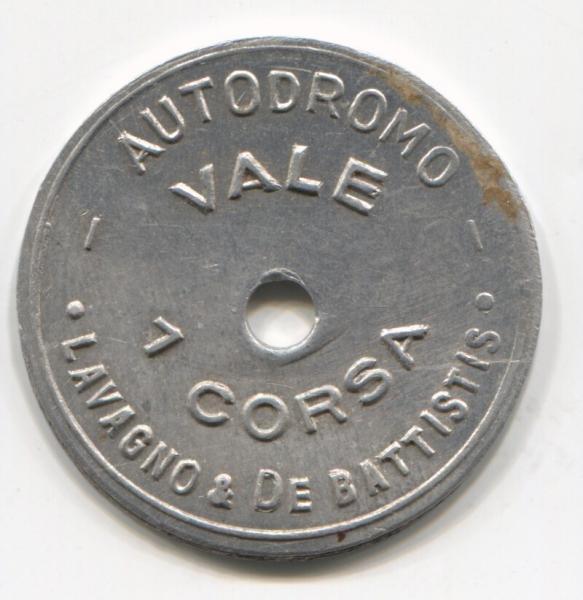 AUTODROMO
VALE
1 CORSA
• LAVAGNO & DE BATTISTIS •